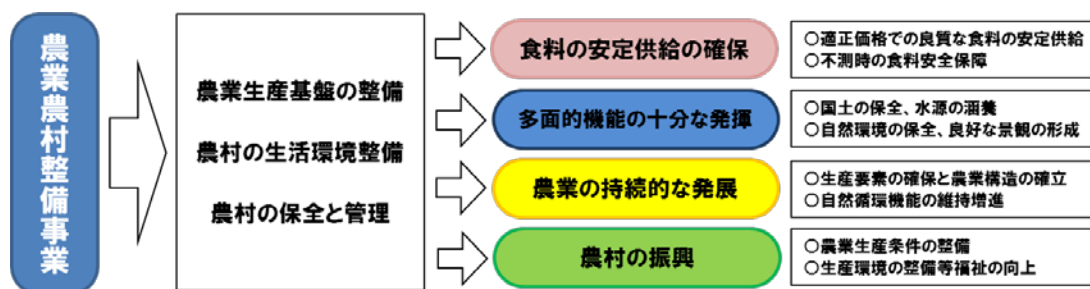 農業農村整備事業
農業生産基盤の整備
農村の生活環境整備
農村の保全と管理
食料の安定供給の確保
○適正価格での良質な食料の安定供給
○不測時の食料安全保障
多面的機能の十分な発揮
○国土の保全、水源の涵養
○自然環境の保全、良好な景観の形成
農業の持続的な発展
○生産要素の確保と農業構造の確立
○自然循環機能の維持増進
農村の振興
○農業生産条件の整備
○生産環境の整備等福祉の向上